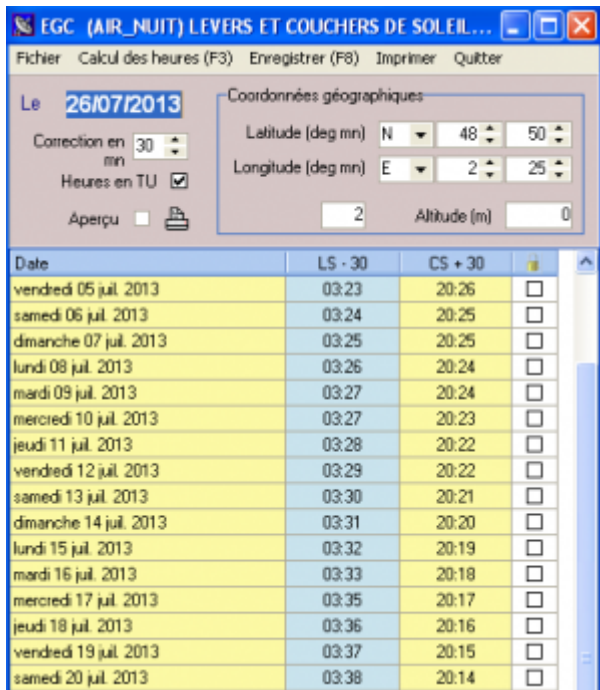 EGC (AIR_NUIT) LEVERS ET COUCHERS DE SOLEIL...
Fichier Calcul des heures (F3) Enregistrer (F8) Imprimer Quitter
Le 26/07/2013
Coordonnées géographiques
Correction en mn 30
Latitude (deg mn) N 48 50
Longitude (deg mn) E 2 25
Heures en TU
Aperçu
2 Altitude (m) 0
Date LS - 30 CS + 30
vendredi 05 juil. 2013 03:23 20:26
samedi 06 juil. 2013 03:24 20:25
dimanche 07 juil. 2013 03:25 20:25
lundi 08 juil. 2013 03:26 20:24
mardi 09 juil. 2013 03:27 20:24
mercredi 10 juil. 2013 03:27 20:23
jeudi 11 juil. 2013 03:28 20:22
vendredi 12 juil. 2013 03:29 20:22
samedi 13 juil. 2013 03:30 20:21
dimanche 14 juil. 2013 03:31 20:20
lundi 15 juil. 2013 03:32 20:19
mardi 16 juil. 2013 03:33 20:18
mercredi 17 juil. 2013 03:35 20:17
jeudi 18 juil. 2013 03:36 20:16
vendredi 19 juil. 2013 03:37 20:15
samedi 20 juil. 2013 03:38 20:14